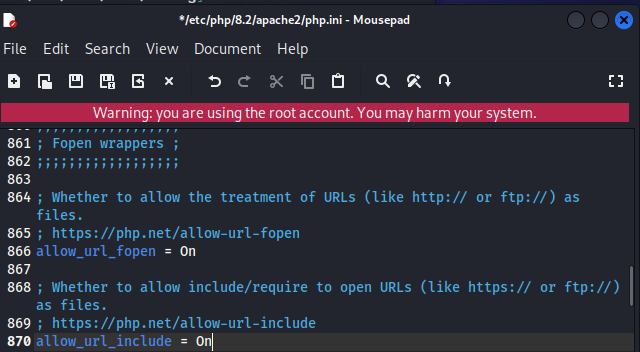 */etc/php/8.2/apache2/php.ini - Mousepad
File Edit Search View Document Help
Warning: you are using the root account. You may harm your system.
860 ;;;;;;;;;;;;;;;;;;
861 ; Fopen wrappers ;
862 ;;;;;;;;;;;;;;;;;;
863
864 ; Whether to allow the treatment of URLs (like http:// or ftp://) as
files.
865 ; https://php.net/allow-url-fopen
866 allow_url_fopen = On
867
868 ; Whether to allow include/require to open URLs (like https:// or ftp://)
as files.
869 ; https://php.net/allow-url-include
870 allow_url_include = On